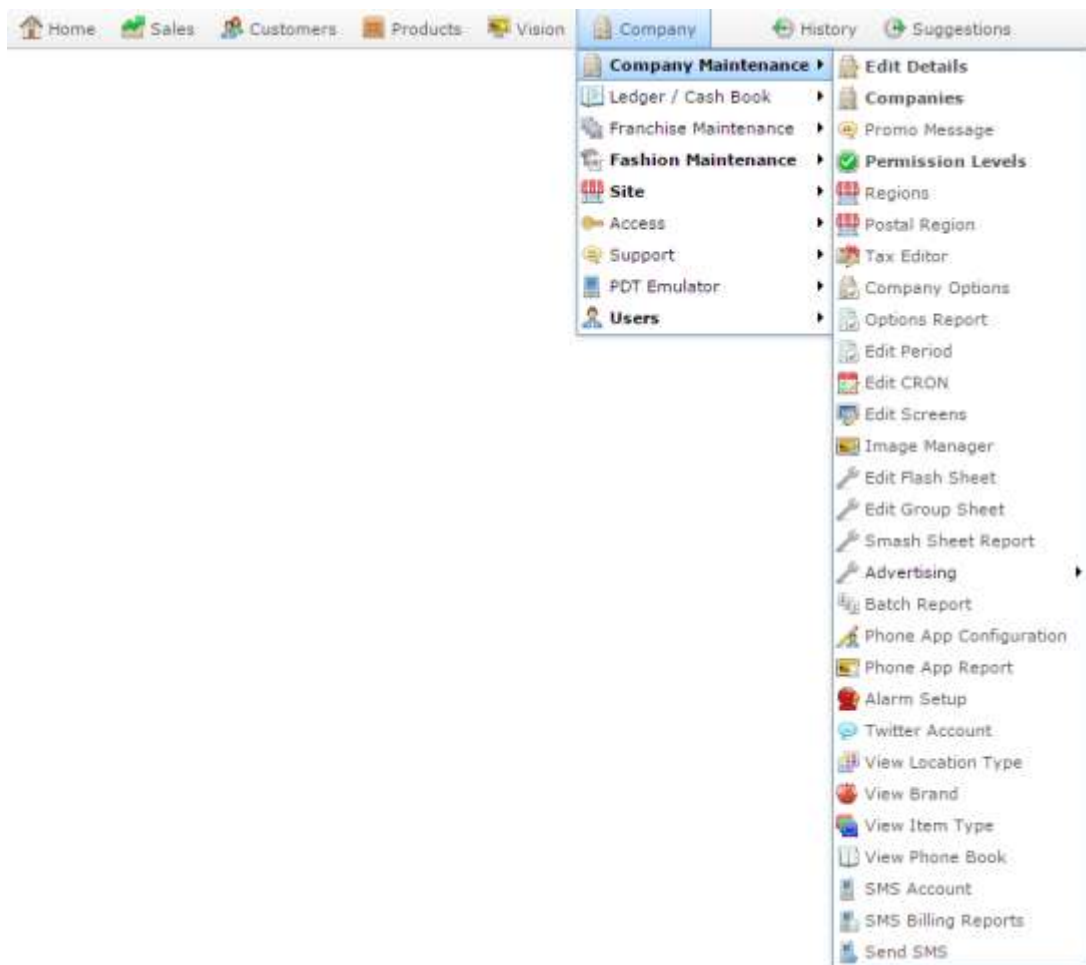 Home Sales Customers Products Vision Company History Suggestions
Company Maintenance
Ledger / Cash Book
Franchise Maintenance
Fashion Maintenance
Site
Access
Support
PDT Emulator
Users
Edit Details
Companies
Promo Message
Permission Levels
Regions
Postal Region
Tax Editor
Company Options
Options Report
Edit Period
Edit CRON
Edit Screens
Image Manager
Edit Flash Sheet
Edit Group Sheet
Smash Sheet Report
Advertising
Batch Report
Phone App Configuration
Phone App Report
Alarm Setup
Twitter Account
View Location Type
View Brand
View Item Type
View Phone Book
SMS Account
SMS Billing Reports
Send SMS